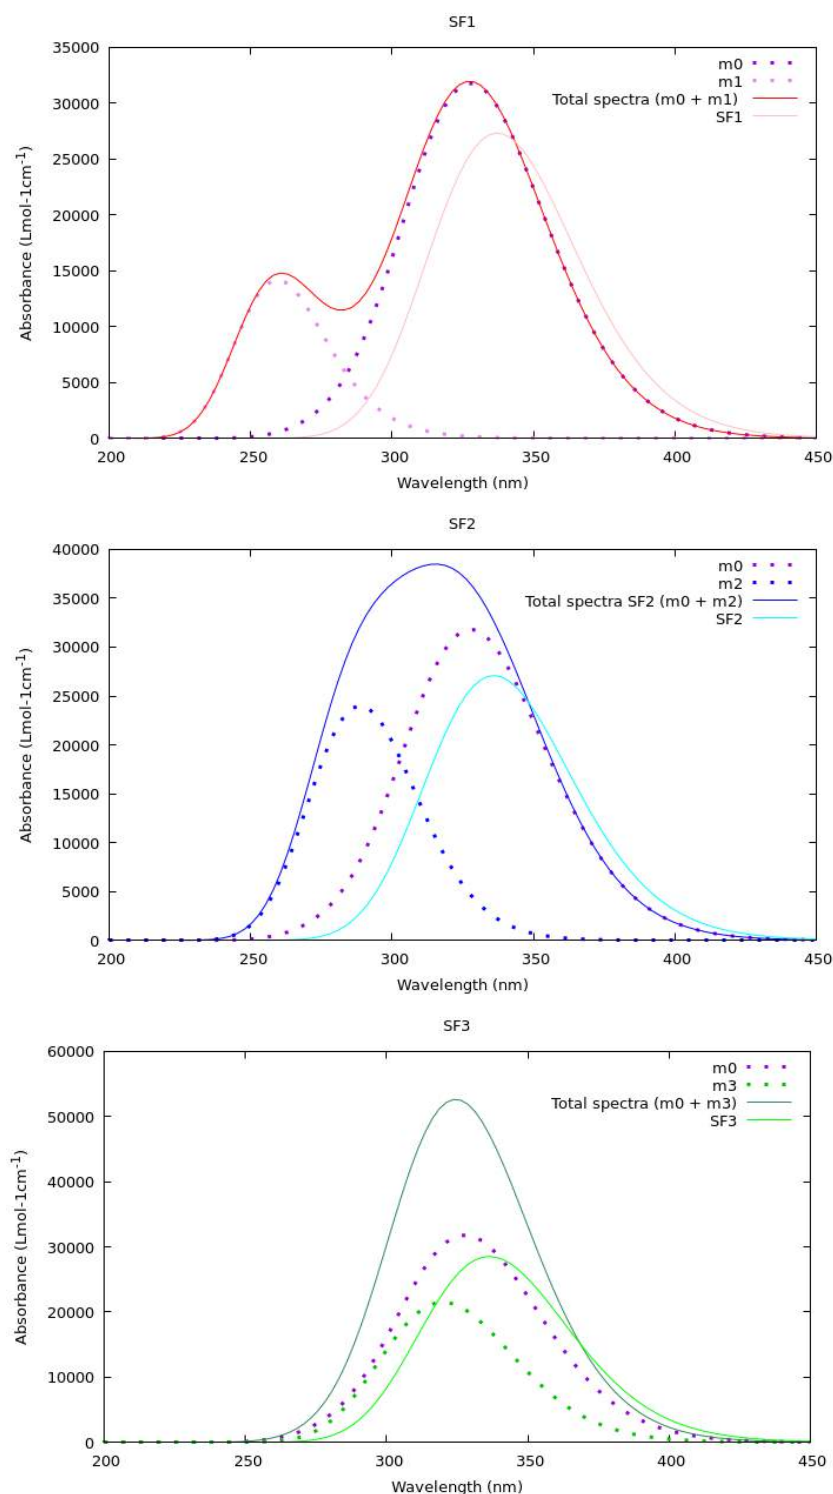 SF1
35000
30000
25000
20000
15000
10000
5000
0
Absorbance (Lmol-1cm-1)
m0
m1
Total spectra (m0 + m1)
SF1
200 250 300 350 400 450
Wavelength (nm)
SF2
40000
35000
30000
25000
20000
15000
10000
5000
0
Absorbance (Lmol-1cm-1)
m0
m2
Total spectra SF2 (m0 + m2)
SF2
200 250 300 350 400 450
Wavelength (nm)
SF3
60000
50000
40000
30000
20000
10000
0
Absorbance (Lmol-1cm-1)
m0
m3
Total spectra (m0 + m3)
SF3
200 250 300 350 400 450
Wavelength (nm)